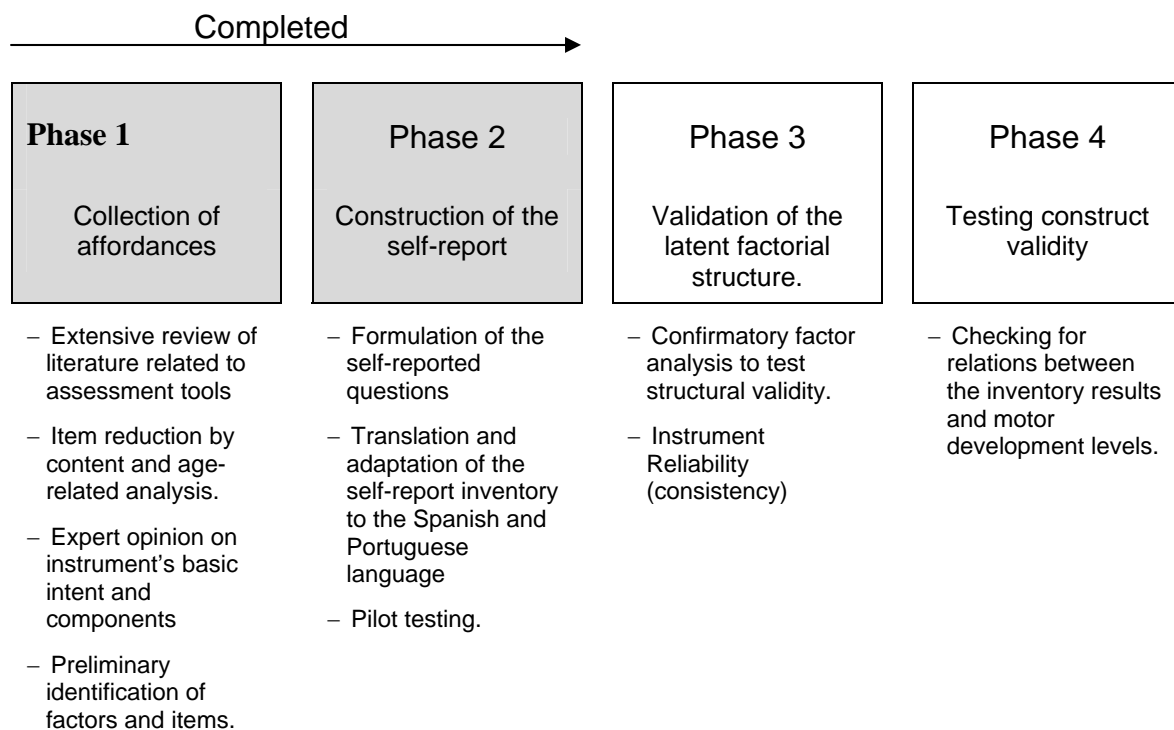 Completed
Phase 1
Collection of
affordances
– Extensive review of
literature related to
assessment tools
– Item reduction by
content and age-
related analysis.
– Expert opinion on
instrument’s basic
intent and
components
– Preliminary
identification of
factors and items.
Phase 2
Construction of the
self-report
– Formulation of the
self-reported
questions
– Translation and
adaptation of the
self-report inventory
to the Spanish and
Portuguese
language
– Pilot testing.
Phase 3
Validation of the
latent factorial
structure.
– Confirmatory factor
analysis to test
structural validity.
– Instrument
Reliability
(consistency)
Phase 4
Testing construct
validity
– Checking for
relations between
the inventory results
and motor
development levels.